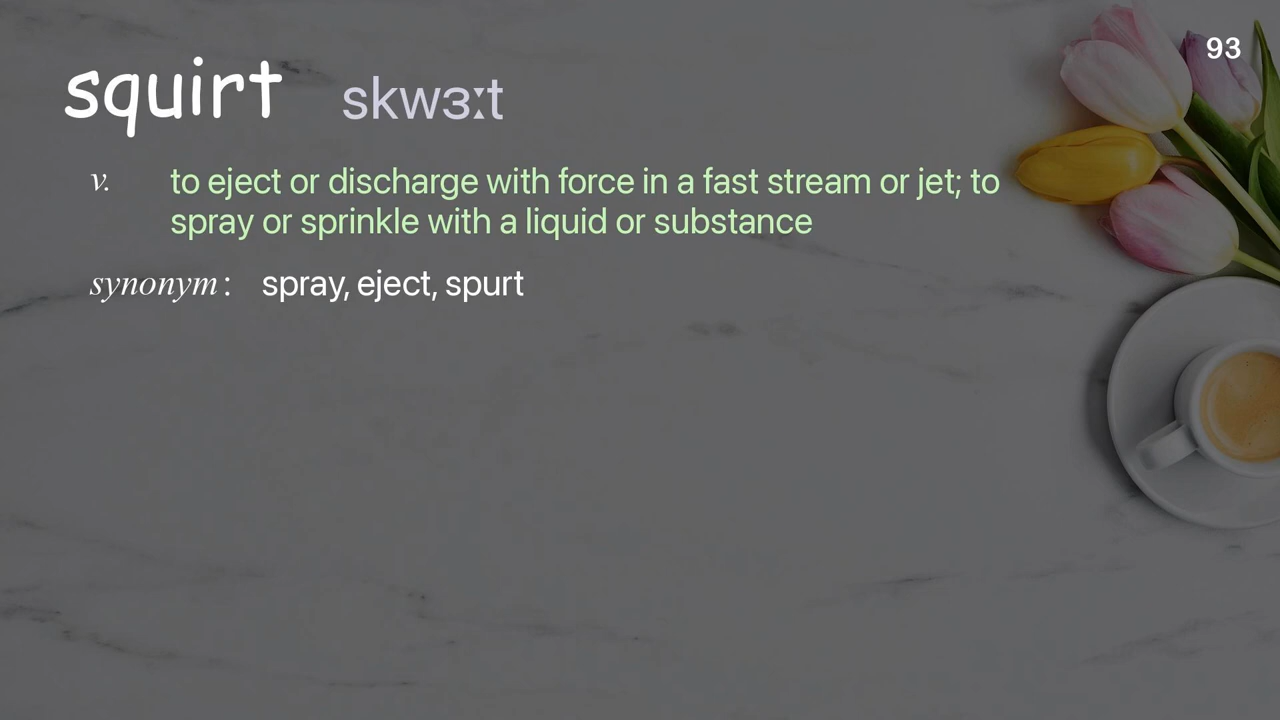 93
squirt skwɜːt
v. to eject or discharge with force in a fast stream or jet; to
spray or sprinkle with a liquid or substance
synonym: spray, eject, spurt